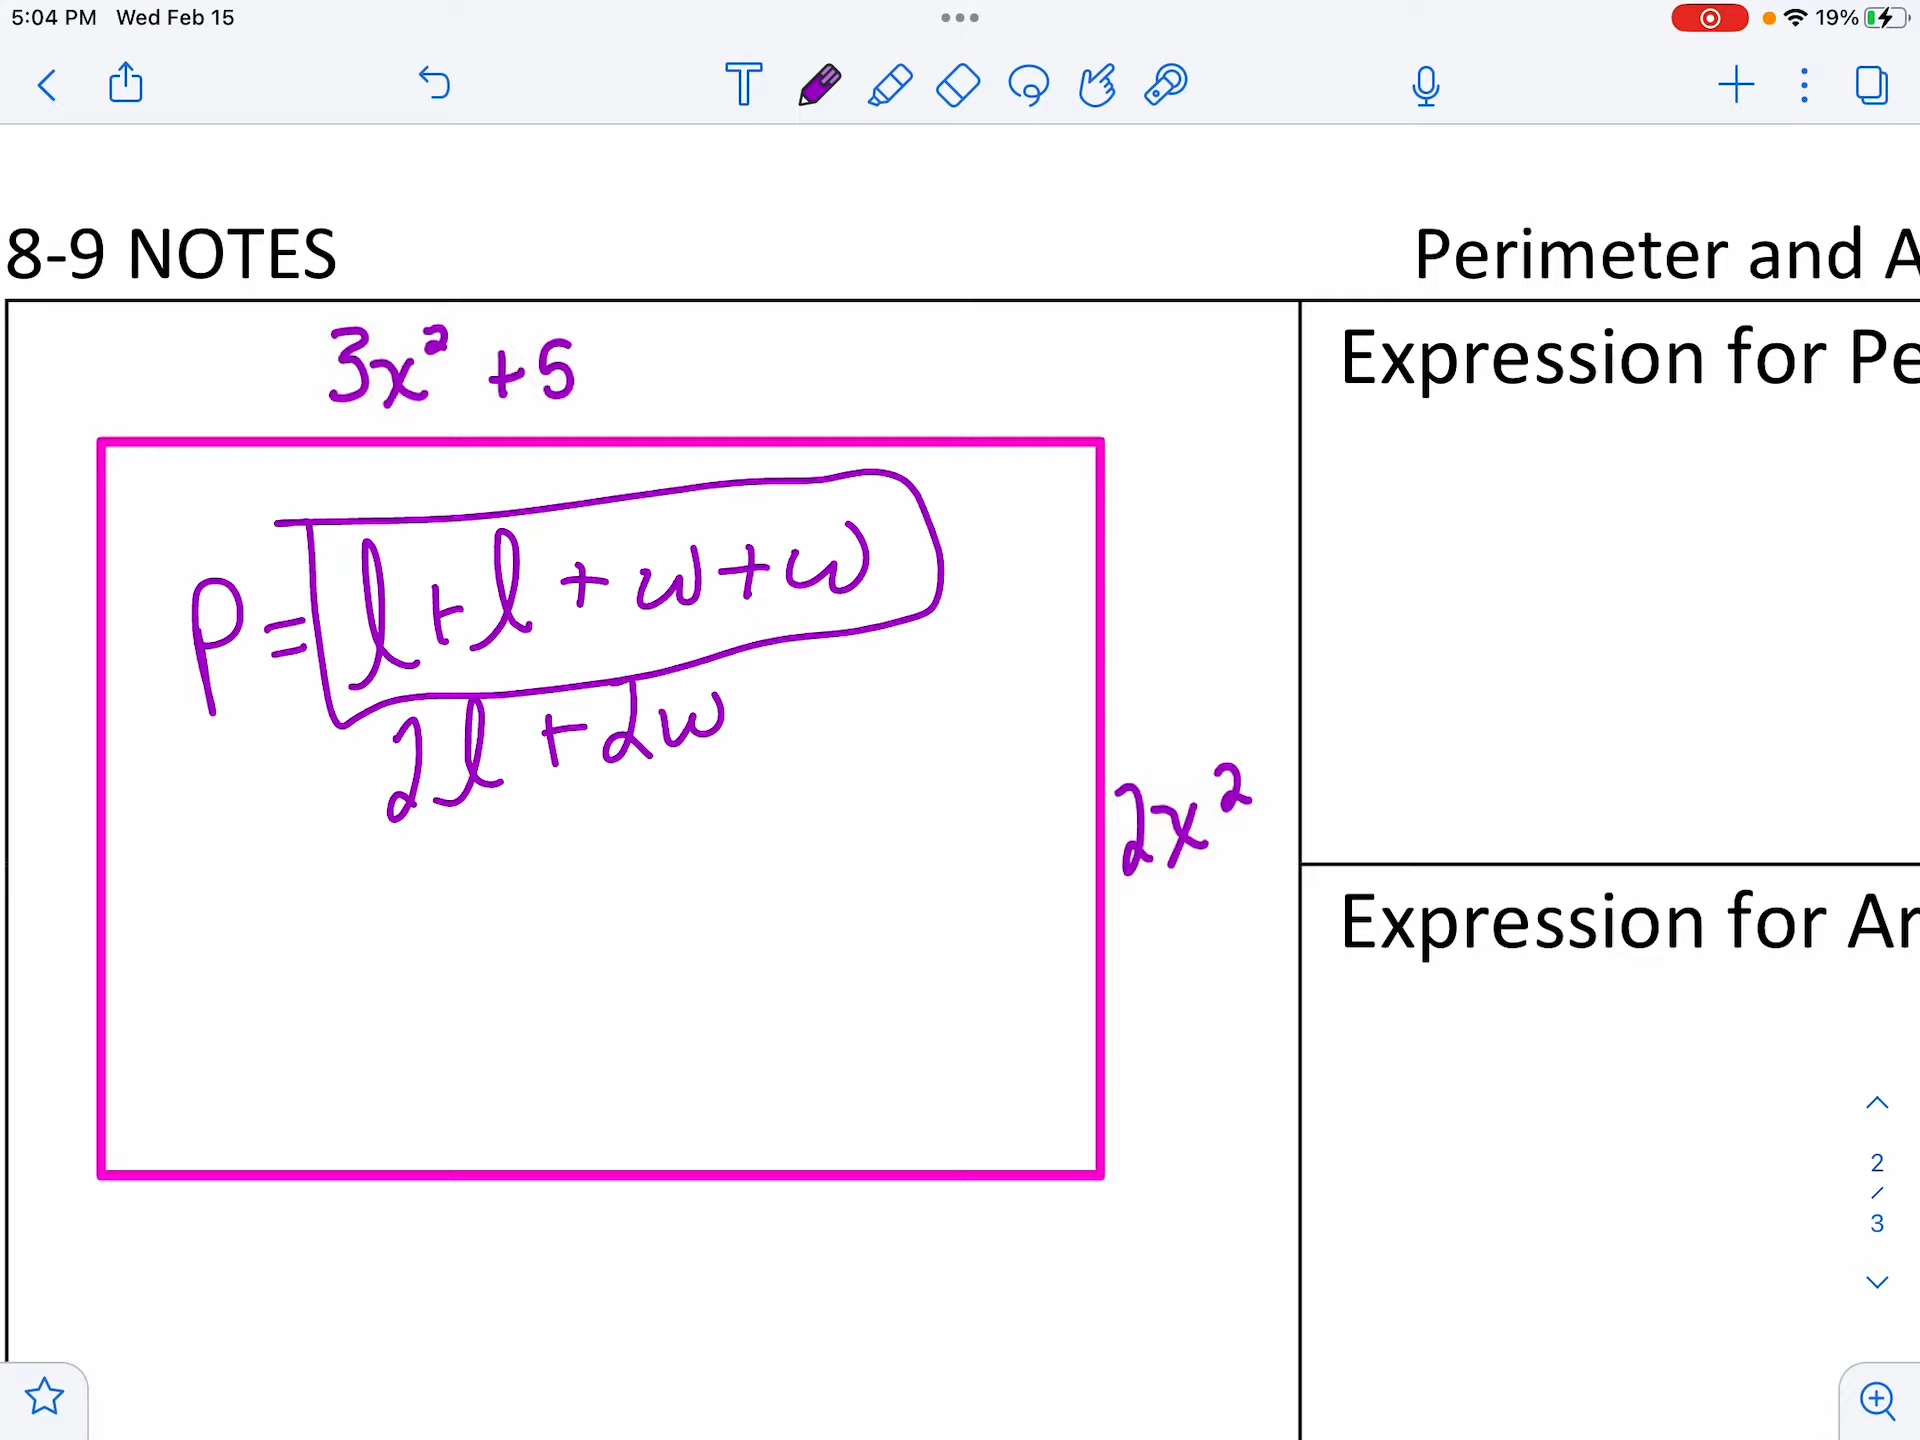 5:04 PM Wed Feb 15
19%
8-9 NOTES
Perimeter and A
3x² +5
Expression for Pe
P= l+l+w+w
2l+2w
2x²
Expression for Ar
2
/
3